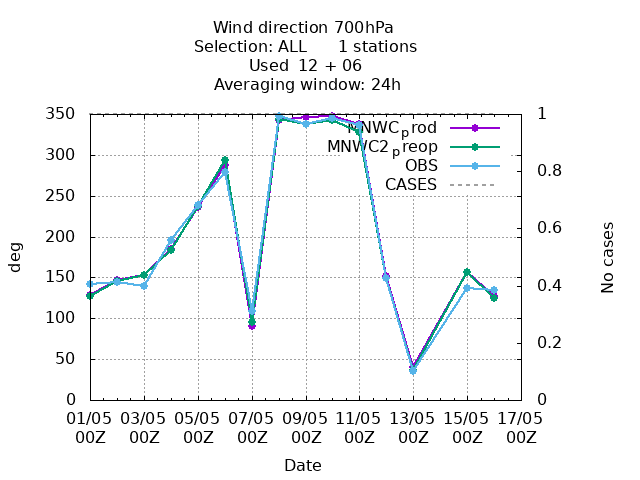 Wind direction 700hPa
Selection: ALL 1 stations
Used 12 + 06
Averaging window: 24h
MNWC_prod
MNWC2_preop
OBS
CASES
deg
350
300
250
200
150
100
50
0
No cases
1
0.8
0.6
0.4
0.2
0
01/05 03/05 05/05 07/05 09/05 11/05 13/05 15/05 17/05
00Z 00Z 00Z 00Z 00Z 00Z 00Z 00Z 00Z
Date